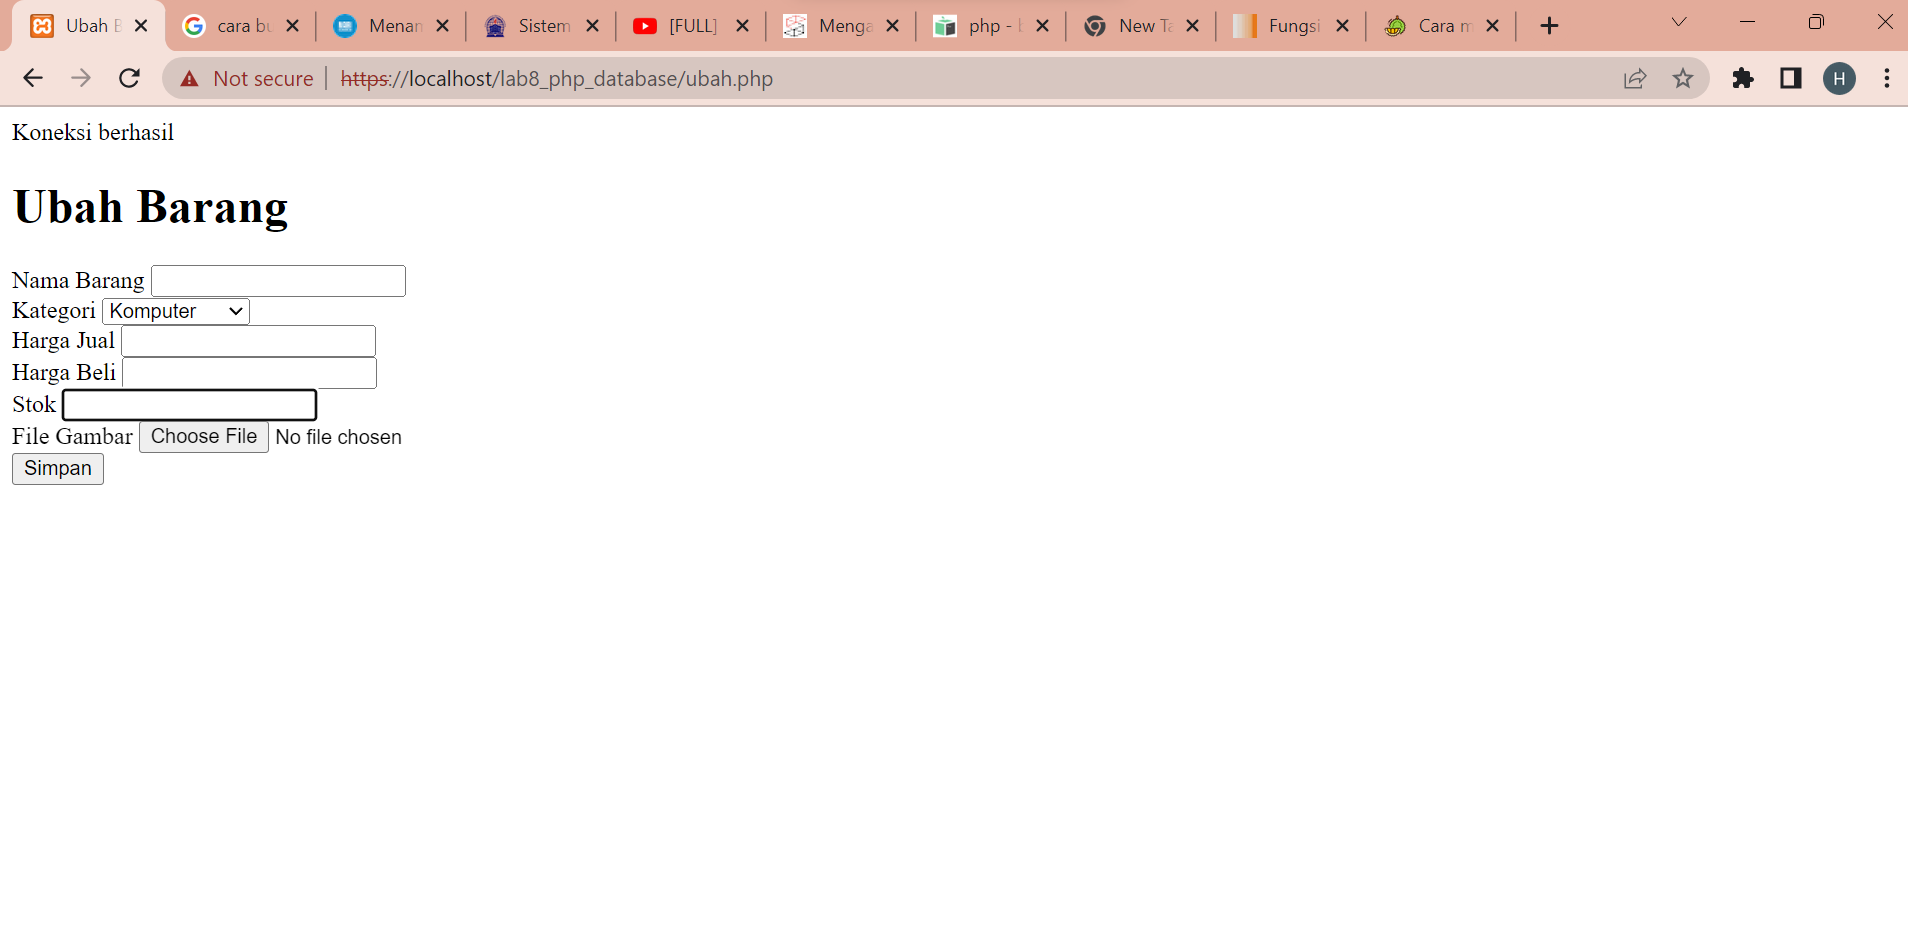 Ubah
cara bu
Menan
Sistem
[FULL]
Menga
php -
New Ta
Fungsi
Cara m
Not secure
https://localhost/lab8_php_database/ubah.php
H
Koneksi berhasil
Ubah Barang
Nama Barang
Kategori Komputer
Harga Jual
Harga Beli
Stok
File Gambar Choose File No file chosen
Simpan